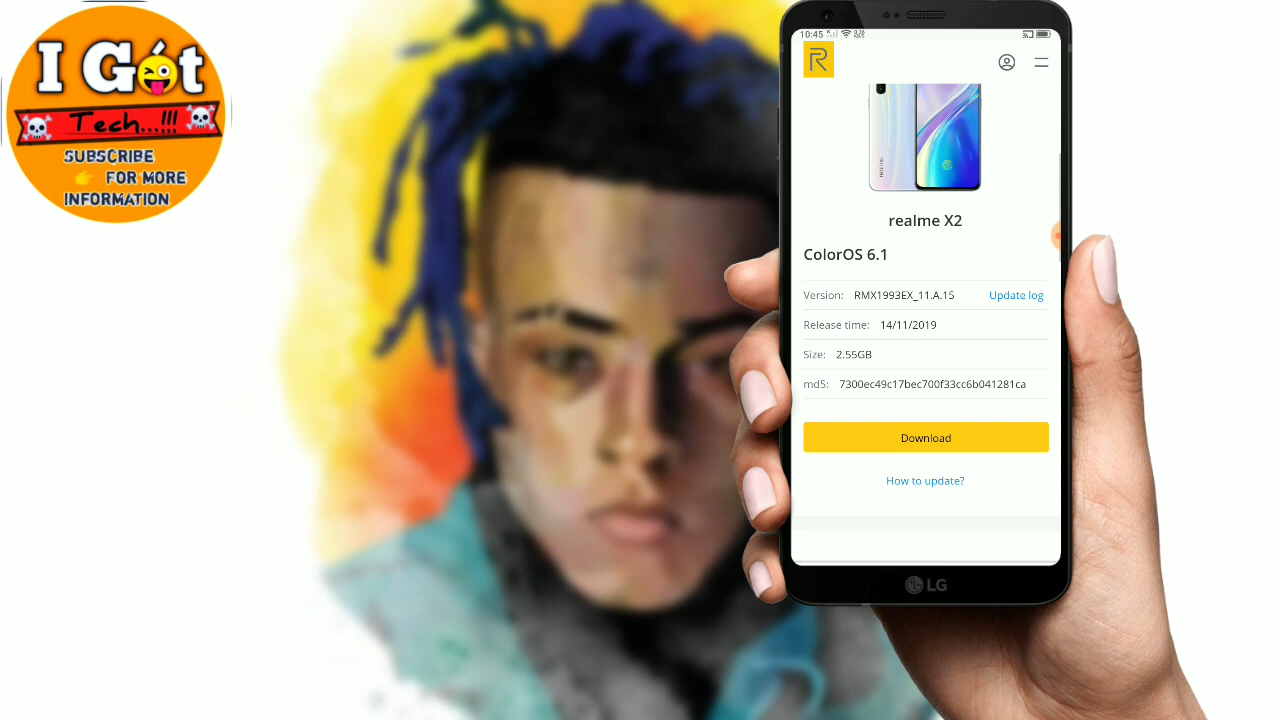 I Gót
Tech...!!!
SUBSCRIBE
FOR MORE
INFORMATION
10:45
realme X2
ColorOS 6.1
Version: RMX1993EX_11.A.15 Update log
Release time: 14/11/2019
Size: 2.55GB
md5: 7300ec49c17bec700f33cc6b041281ca
Download
How to update?
LG